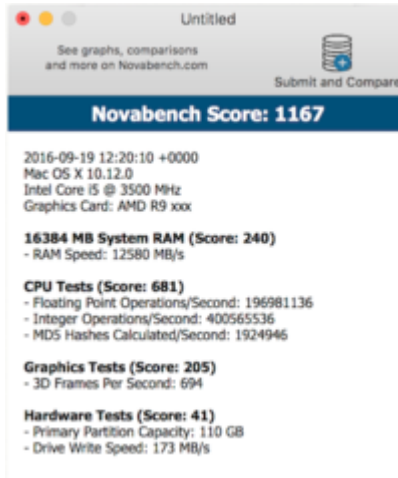 Untitled
See graphs, comparisons
and more on Novabench.com
Submit and Compare
Novabench Score: 1167
2016-09-19 12:20:10 +0000
Mac OS X 10.12.0
Intel Core i5 @ 3500 MHz
Graphics Card: AMD R9 xxx
16384 MB System RAM (Score: 240)
- RAM Speed: 12580 MB/s
CPU Tests (Score: 681)
- Floating Point Operations/Second: 196981136
- Integer Operations/Second: 400565536
- MD5 Hashes Calculated/Second: 1924946
Graphics Tests (Score: 205)
- 3D Frames Per Second: 694
Hardware Tests (Score: 41)
- Primary Partition Capacity: 110 GB
- Drive Write Speed: 173 MB/s